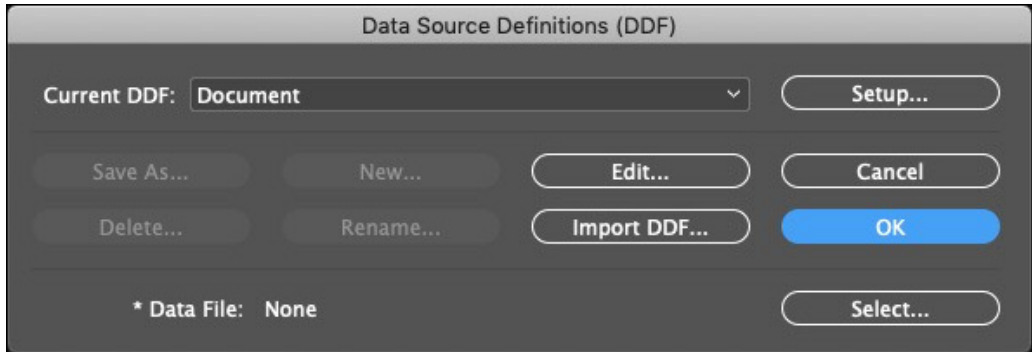 Data Source Definitions (DDF)
Current DDF: Document Setup...
Save As... New... Edit... Cancel
Delete... Rename... Import DDF... OK
* Data File: None Select...